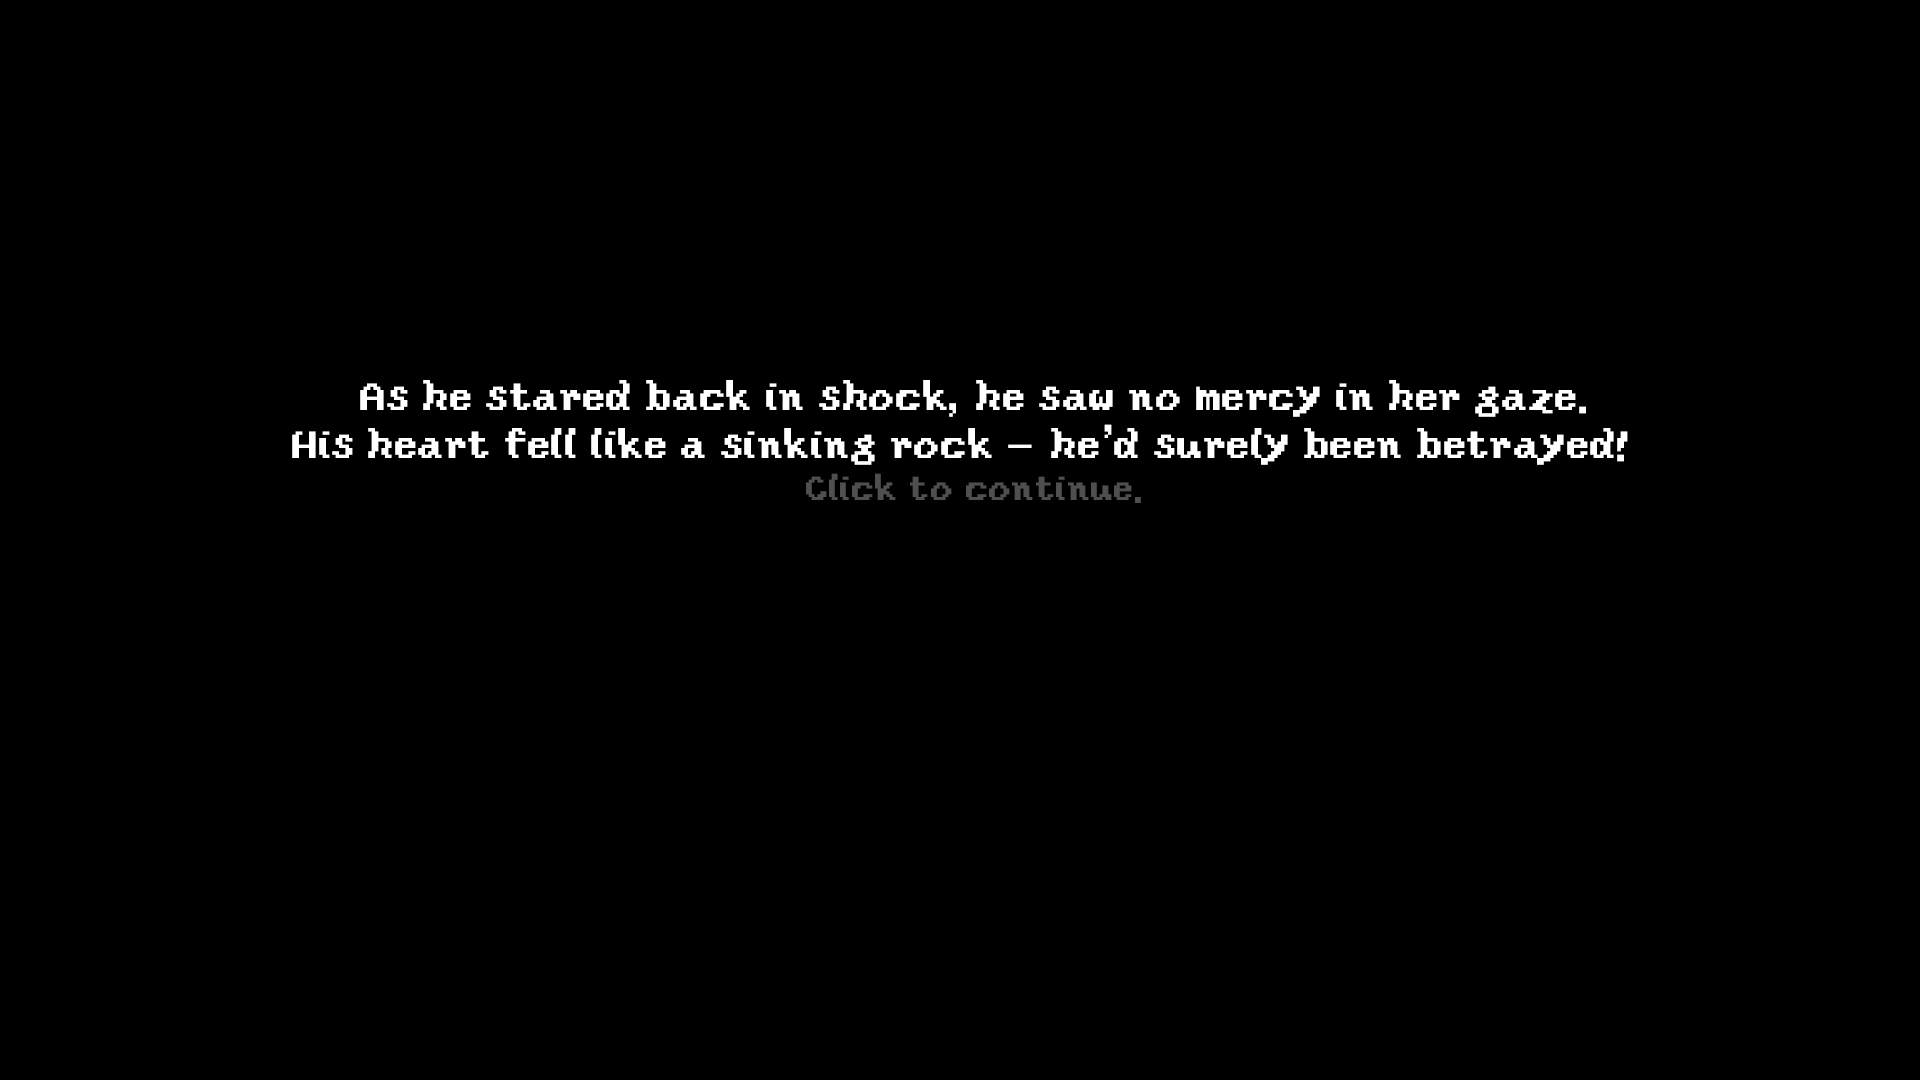 As he stared back in shock, he saw no mercy in her gaze.
His heart fell like a sinking rock – he'd surely been betrayed!
Click to continue.